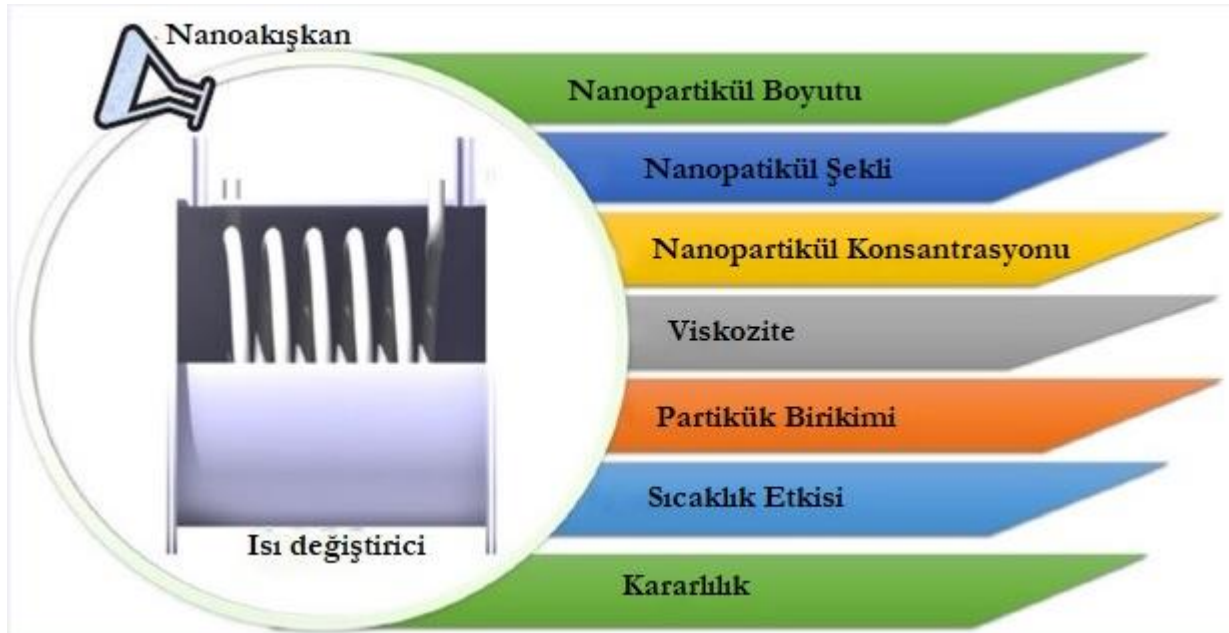 Nanoakışkan
Nanopartikül Boyutu
Nanopatikül Şekli
Nanopartikül Konsantrasyonu
Viskozite
Partikük Birikimi
Sıcaklık Etkisi
Isı değiştirici
Kararlılık